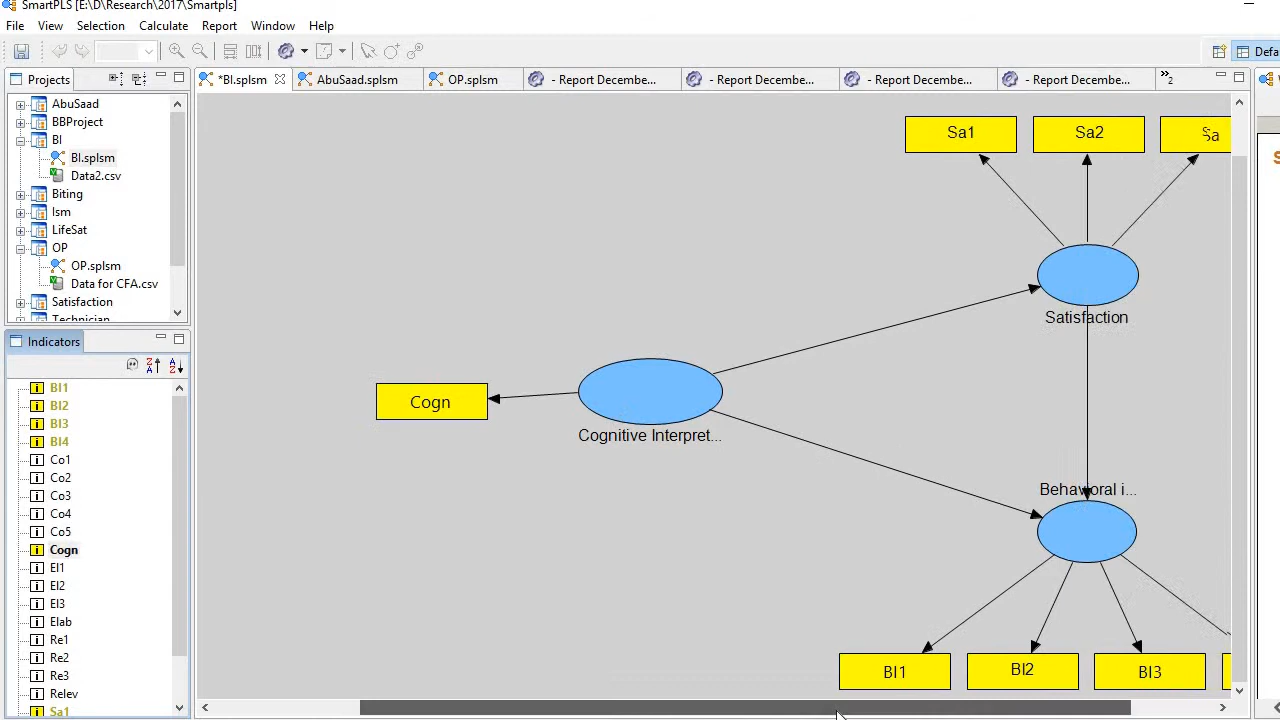 SmartPLS [E:\D\Research\2017\Smartpls]
File View Selection Calculate Report Window Help
Defa
Projects
*BI.splsm AbuSaad.splsm OP.splsm - Report Decembe... - Report Decembe... - Report Decembe... - Report Decembe... »2
AbuSaad
BBProject
BI
BI.splsm
Data2.csv
Biting
Ism
LifeSat
OP
OP.splsm
Data for CFA.csv
Satisfaction
Technician
Indicators
BI1
BI2
BI3
BI4
Co1
Co2
Co3
Co4
Co5
Cogn
El1
El2
El3
Elab
Re1
Re2
Re3
Relev
Sa1
Sa1 Sa2 Sa
Satisfaction
Cogn
Cognitive Interpret...
Behavioral i...
BI1 BI2 BI3